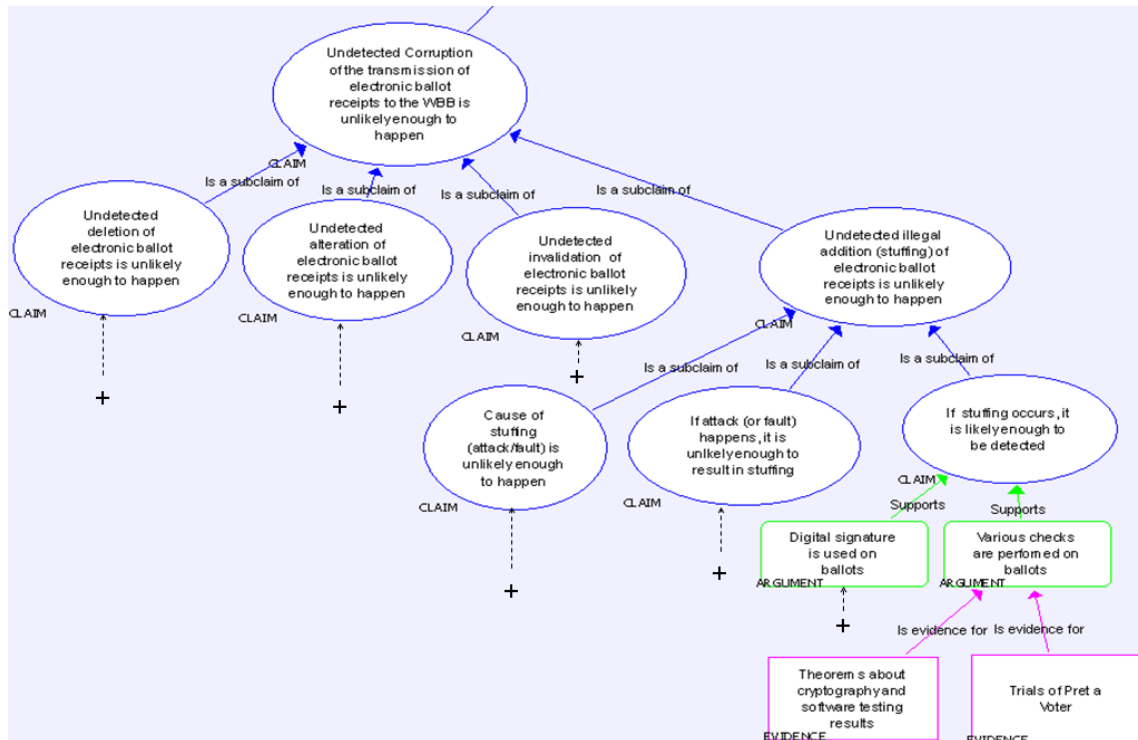 Undetected Corruption
of the transmission of
electronic ballot
receipts to the WBB is
unlikely enough to
happen
CLAIM
Is a subclaim of
Is a subclaim of
Is a subclaim of
Is a subclaim of
Undetected
deletion of
electronic ballot
receipts is unlikely
enough to happen
CLAIM
Undetected
alteration of
electronic ballot
receipts is unlikely
enough to happen
CLAIM
Undetected
invalidation of
electronic ballot
receipts is unlikely
enough to happen
CLAIM
Undetected illegal
addition (stuffing) of
electronic ballot
receipts is unlikely
enough to happen
CLAIM
+
+
+
Is a subclaim of
Is a subclaim of
Is a subclaim of
Cause of
stuffing
(attack/fault) is
unlikely enough
to happen
CLAIM
If attack (or fault)
happens, it is
unlikely enough to
result in stuffing
CLAIM
If stuffing occurs, it
is likely enough to
be detected
CLAIM
+
+
Supports
Supports
Digital signature
is used on
ballots
ARGUMENT
Various checks
are performed on
ballots
ARGUMENT
+
Is evidence for
Is evidence for
Theorems about
cryptography and
software testing
results
EVIDENCE
Trials of Pret a
Voter
EVIDENCE